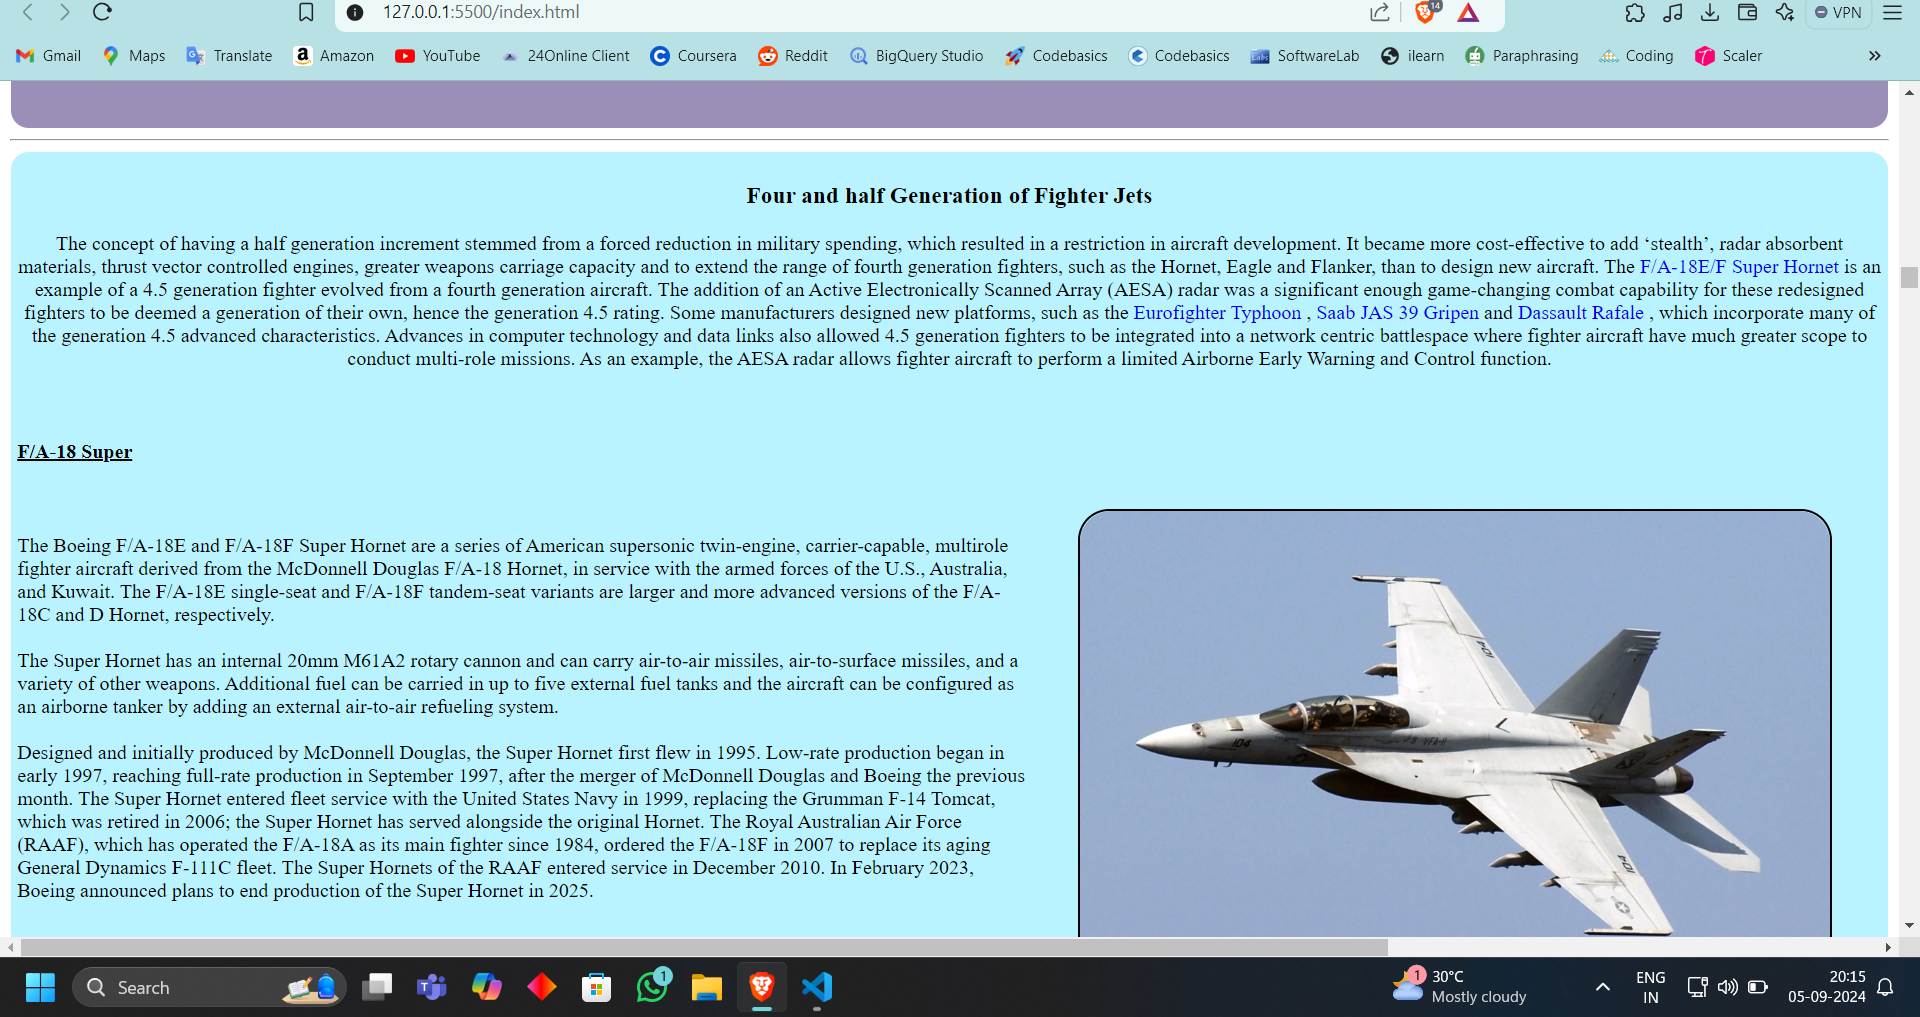 127.0.0.1:5500/index.html
14
VPN
Gmail Maps Translate Amazon YouTube 24Online Client Coursera Reddit BigQuery Studio Codebasics Codebasics SoftwareLab ilearn Paraphrasing Coding Scaler »
Four and half Generation of Fighter Jets
The concept of having a half generation increment stemmed from a forced reduction in military spending, which resulted in a restriction in aircraft development. It became more cost-effective to add ‘stealth’, radar absorbent
materials, thrust vector controlled engines, greater weapons carriage capacity and to extend the range of fourth generation fighters, such as the Hornet, Eagle and Flanker, than to design new aircraft. The F/A-18E/F Super Hornet is an
example of a 4.5 generation fighter evolved from a fourth generation aircraft. The addition of an Active Electronically Scanned Array (AESA) radar was a significant enough game-changing combat capability for these redesigned
fighters to be deemed a generation of their own, hence the generation 4.5 rating. Some manufacturers designed new platforms, such as the Eurofighter Typhoon , Saab JAS 39 Gripen and Dassault Rafale , which incorporate many of
the generation 4.5 advanced characteristics. Advances in computer technology and data links also allowed 4.5 generation fighters to be integrated into a network centric battlespace where fighter aircraft have much greater scope to
conduct multi-role missions. As an example, the AESA radar allows fighter aircraft to perform a limited Airborne Early Warning and Control function.
F/A-18 Super
The Boeing F/A-18E and F/A-18F Super Hornet are a series of American supersonic twin-engine, carrier-capable, multirole
fighter aircraft derived from the McDonnell Douglas F/A-18 Hornet, in service with the armed forces of the U.S., Australia,
and Kuwait. The F/A-18E single-seat and F/A-18F tandem-seat variants are larger and more advanced versions of the F/A-
18C and D Hornet, respectively.
The Super Hornet has an internal 20mm M61A2 rotary cannon and can carry air-to-air missiles, air-to-surface missiles, and a
variety of other weapons. Additional fuel can be carried in up to five external fuel tanks and the aircraft can be configured as
an airborne tanker by adding an external air-to-air refueling system.
Designed and initially produced by McDonnell Douglas, the Super Hornet first flew in 1995. Low-rate production began in
early 1997, reaching full-rate production in September 1997, after the merger of McDonnell Douglas and Boeing the previous
month. The Super Hornet entered fleet service with the United States Navy in 1999, replacing the Grumman F-14 Tomcat,
which was retired in 2006; the Super Hornet has served alongside the original Hornet. The Royal Australian Air Force
(RAAF), which has operated the F/A-18A as its main fighter since 1984, ordered the F/A-18F in 2007 to replace its aging
General Dynamics F-111C fleet. The Super Hornets of the RAAF entered service in December 2010. In February 2023,
Boeing announced plans to end production of the Super Hornet in 2025.
104
104
VFA-11
104
Search
1
1
30°C
Mostly cloudy
ENG
IN
20:15
05-09-2024